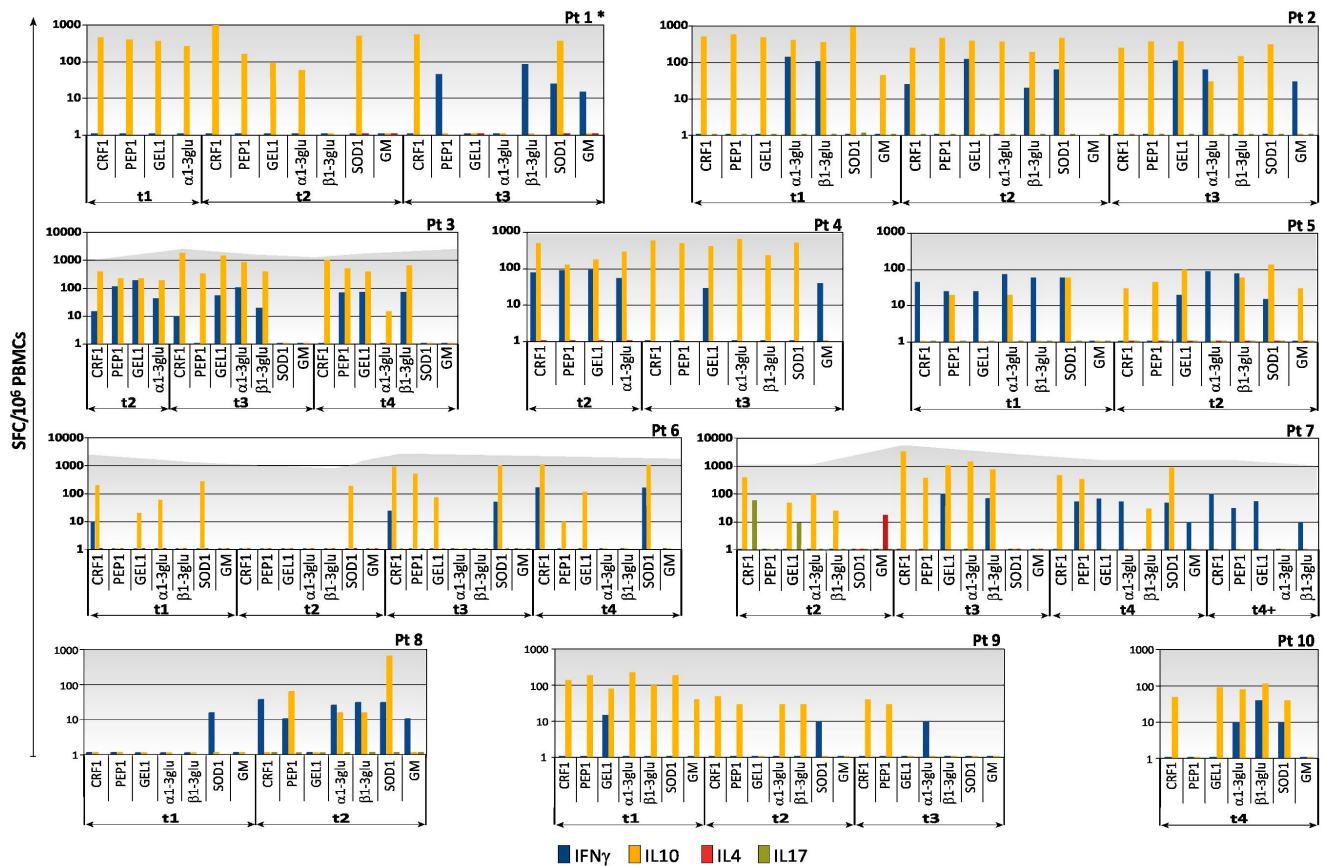 SFC/10⁶ PBMCs
Pt 1 *
1000
100
10
1
CRF1 PEP1 GEL1 α1-3glu CRF1 PEP1 GEL1 α1-3glu β1-3glu SOD1 GM CRF1 PEP1 GEL1 α1-3glu β1-3glu SOD1 GM
t1 t2 t3
Pt 2
1000
100
10
1
CRF1 PEP1 GEL1 α1-3glu β1-3glu SOD1 GM CRF1 PEP1 GEL1 α1-3glu β1-3glu SOD1 GM CRF1 PEP1 GEL1 α1-3glu β1-3glu SOD1 GM
t1 t2 t3
Pt 3
10000
1000
100
10
1
CRF1 PEP1 GEL1 α1-3glu CRF1 PEP1 GEL1 α1-3glu β1-3glu SOD1 GM CRF1 PEP1 GEL1 α1-3glu β1-3glu SOD1 GM
t2 t3 t4
Pt 4
1000
100
10
1
CRF1 PEP1 GEL1 α1-3glu CRF1 PEP1 GEL1 α1-3glu β1-3glu SOD1 GM
t2 t3
Pt 5
1000
100
10
1
CRF1 PEP1 GEL1 α1-3glu β1-3glu SOD1 GM CRF1 PEP1 GEL1 α1-3glu β1-3glu SOD1 GM
t1 t2
Pt 6
10000
1000
100
10
1
CRF1 PEP1 GEL1 α1-3glu β1-3glu SOD1 GM CRF1 PEP1 GEL1 α1-3glu β1-3glu SOD1 GM CRF1 PEP1 GEL1 α1-3glu β1-3glu SOD1 GM CRF1 PEP1 GEL1 α1-3glu β1-3glu SOD1 GM
t1 t2 t3 t4
Pt 7
10000
1000
100
10
1
CRF1 PEP1 GEL1 α1-3glu β1-3glu SOD1 GM CRF1 PEP1 GEL1 α1-3glu β1-3glu SOD1 GM CRF1 PEP1 GEL1 α1-3glu β1-3glu SOD1 GM CRF1 PEP1 GEL1 α1-3glu β1-3glu
t2 t3 t4 t4+
Pt 8
1000
100
10
1
CRF1 PEP1 GEL1 α1-3glu β1-3glu SOD1 GM CRF1 PEP1 GEL1 α1-3glu β1-3glu SOD1 GM
t1 t2
Pt 9
1000
100
10
1
CRF1 PEP1 GEL1 α1-3glu β1-3glu SOD1 GM CRF1 PEP1 GEL1 α1-3glu β1-3glu SOD1 GM CRF1 PEP1 GEL1 α1-3glu β1-3glu SOD1 GM
t1 t2 t3
Pt 10
1000
100
10
1
CRF1 PEP1 GEL1 α1-3glu β1-3glu SOD1 GM
t4
IFNγ IL10 IL4 IL17